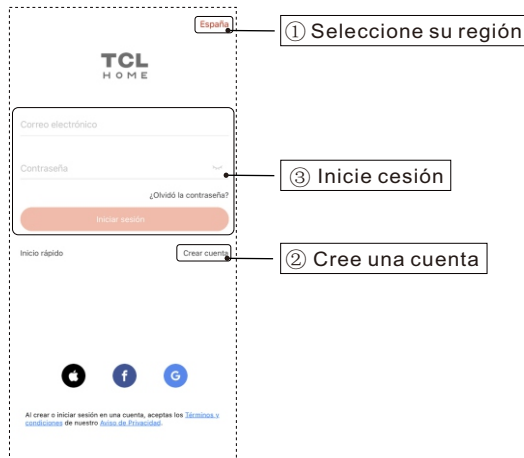 España
① Seleccione su región
TCL
HOME
Correo electrónico
Contraseña
③ Inicie cesión
¿Olvidó la contraseña?
Iniciar sesión
Inicio rápido
Crear cuenta
② Cree una cuenta
f
G
Al crear o iniciar sesión en una cuenta, aceptas los Términos y
condiciones de nuestro Aviso de Privacidad.